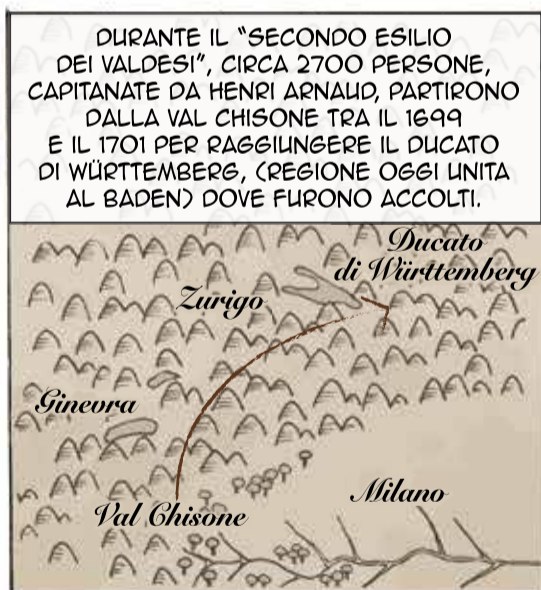 DURANTE IL "SECONDO ESILIO
DEI VALDESI", CIRCA 2700 PERSONE,
CAPITANATE DA HENRI ARNAUD, PARTIRONO
DALLA VAL CHISONE TRA IL 1699
E IL 1701 PER RAGGIUNGERE IL DUCATO
DI WÜRTTEMBERG, (REGIONE OGGI UNITA
AL BADEN) DOVE FURONO ACCOLTI.
Ducato
di Württemberg
Zurigo
Ginevra
Milano
Val Chisone